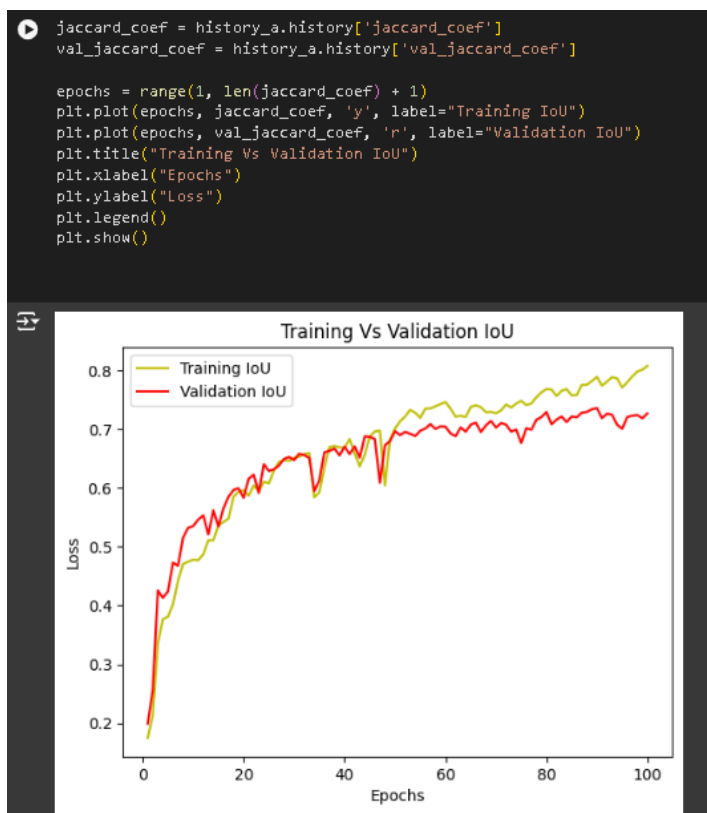 jaccard_coef = history_a.history['jaccard_coef']
val_jaccard_coef = history_a.history['val_jaccard_coef']
epochs = range(1, len(jaccard_coef) + 1)
plt.plot(epochs, jaccard_coef, 'y', label="Training IoU")
plt.plot(epochs, val_jaccard_coef, 'r', label="Validation IoU")
plt.title("Training Vs Validation IoU")
plt.xlabel("Epochs")
plt.ylabel("Loss")
plt.legend()
plt.show()
Training Vs Validation IoU
Training IoU
Validation IoU
0.8
0.7
0.6
0.5
0.4
0.3
0.2
Loss
0 20 40 60 80 100
Epochs